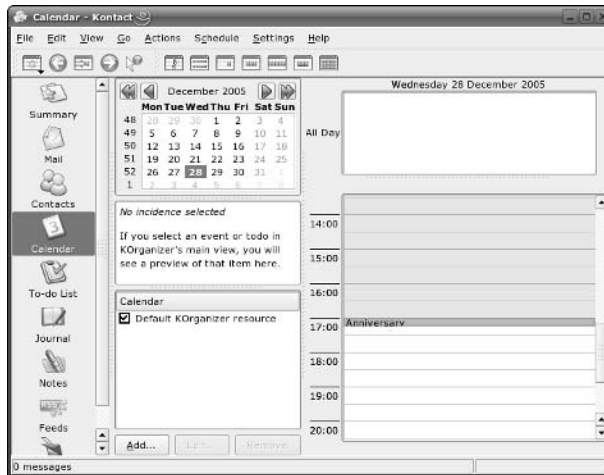 Calendar - Kontact
File Edit View Go Actions Schedule Settings Help
Summary
Mail
Contacts
Calendar
To-do List
Journal
Notes
Feeds
December 2005
Mon Tue Wed Thu Fri Sat Sun
48 28 29 30 1 2 3 4
49 5 6 7 8 9 10 11
50 12 13 14 15 16 17 18
51 19 20 21 22 23 24 25
52 26 27 28 29 30 31 1
1 2 3 4 5 6 7 8
No incidence selected
If you select an event or todo in
KOrganizer's main view, you will
see a preview of that item here.
Calendar
Default KOrganizer resource
Add... Edit... Remove
Wednesday 28 December 2005
All Day
14:00
15:00
16:00
17:00 Anniversary
18:00
19:00
20:00
0 messages